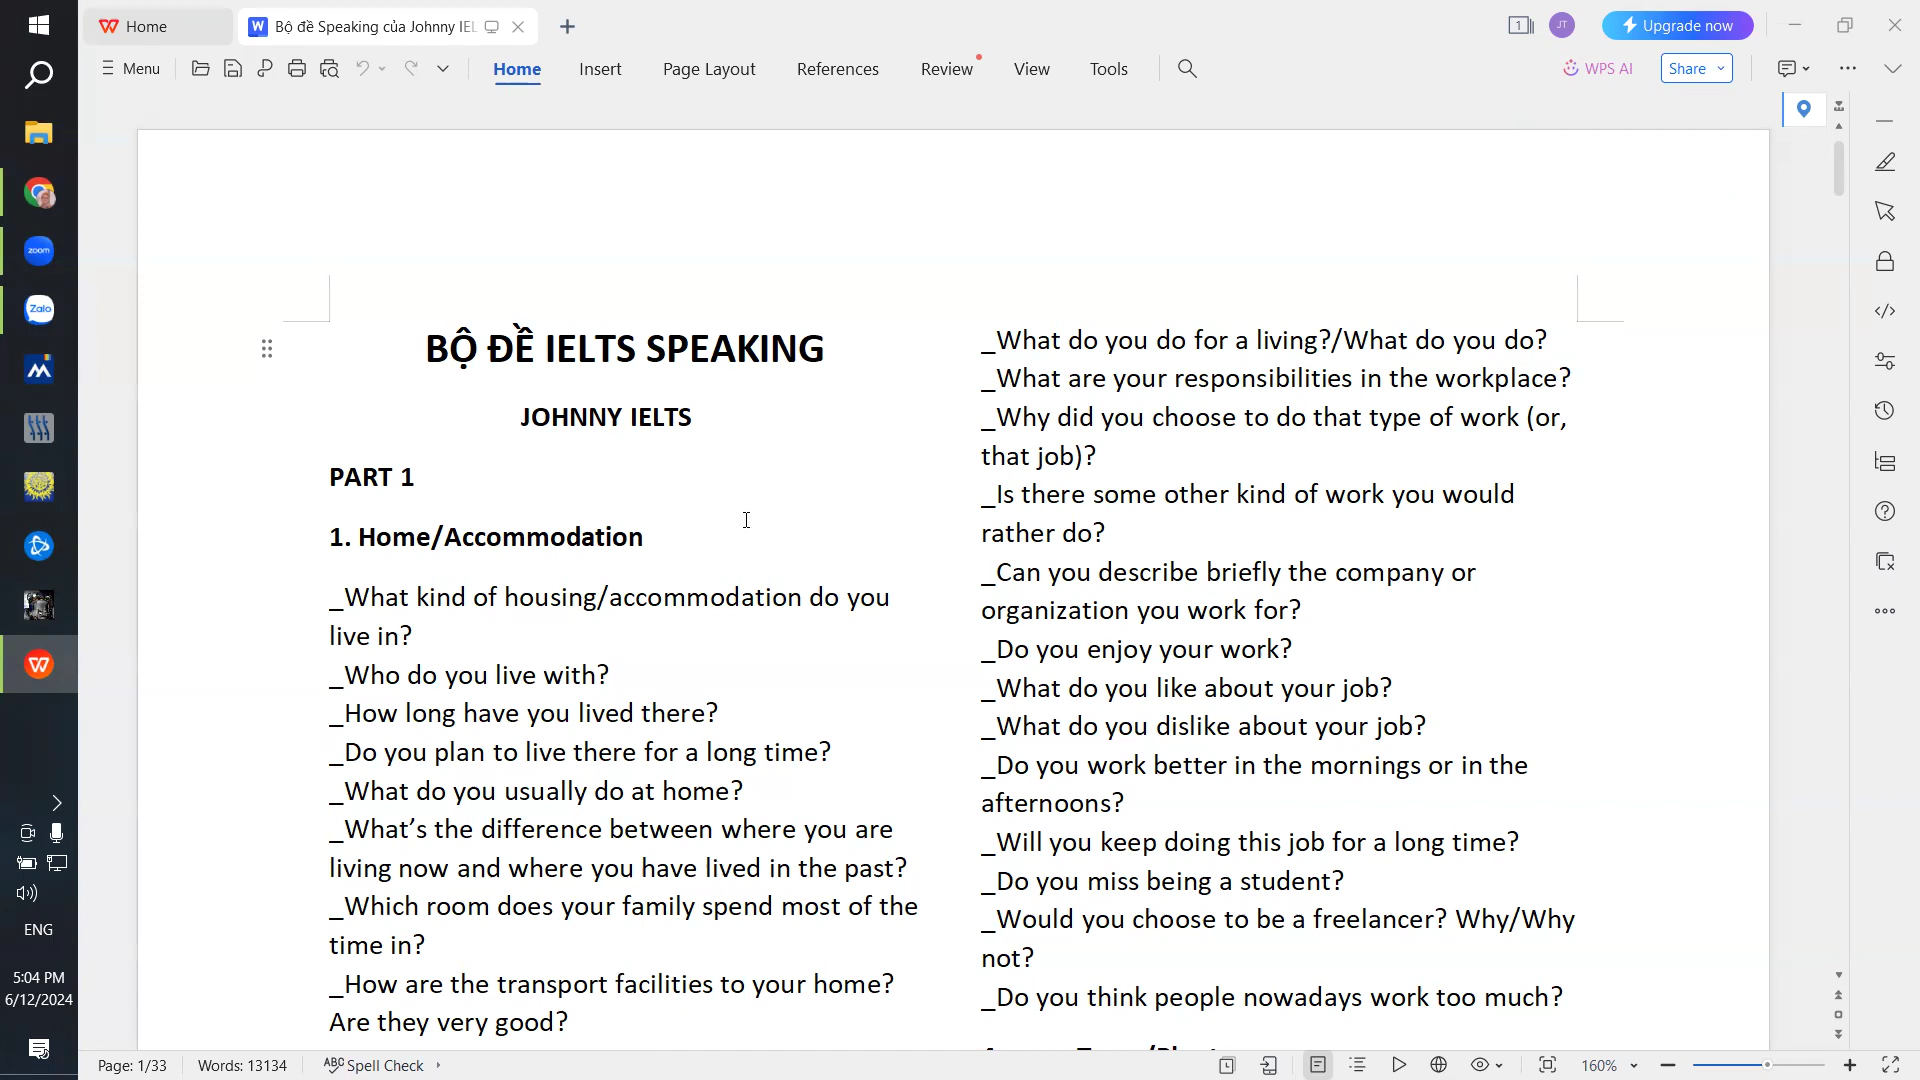 Home
Bộ đề Speaking của Johnny IEL
JT
Upgrade now
Menu
Home
Insert
Page Layout
References
Review
View
Tools
WPS AI
Share
BỘ ĐỀ IELTS SPEAKING
JOHNNY IELTS
PART 1
1. Home/Accommodation
_What kind of housing/accommodation do you
live in?
_Who do you live with?
_How long have you lived there?
_Do you plan to live there for a long time?
_What do you usually do at home?
_What’s the difference between where you are
living now and where you have lived in the past?
_Which room does your family spend most of the
time in?
_How are the transport facilities to your home?
Are they very good?
_What do you do for a living?/What do you do?
_What are your responsibilities in the workplace?
_Why did you choose to do that type of work (or,
that job)?
_Is there some other kind of work you would
rather do?
_Can you describe briefly the company or
organization you work for?
_Do you enjoy your work?
_What do you like about your job?
_What do you dislike about your job?
_Do you work better in the mornings or in the
afternoons?
_Will you keep doing this job for a long time?
_Do you miss being a student?
_Would you choose to be a freelancer? Why/Why
not?
_Do you think people nowadays work too much?
zoom
Zalo
ENG
5:04 PM
6/12/2024
Page: 1/33
Words: 13134
ABC Spell Check
160%